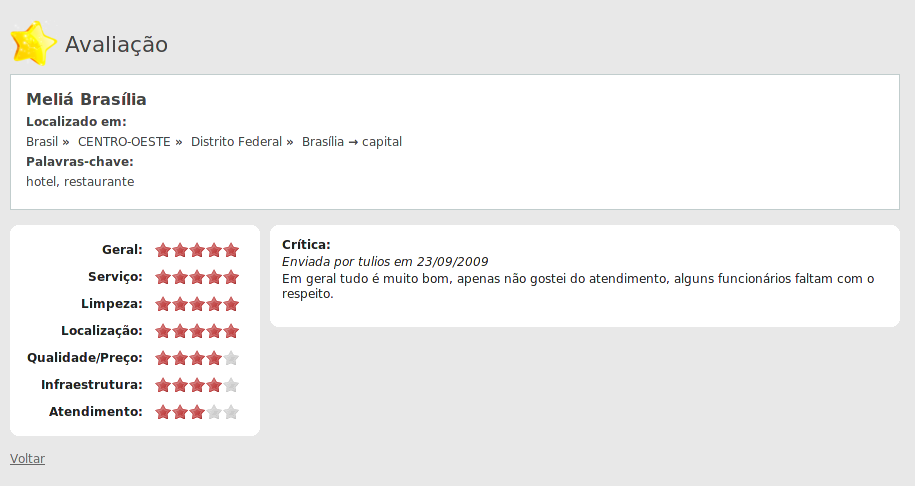 Avaliação
Meliá Brasília
Localizado em:
Brasil » CENTRO-OESTE » Distrito Federal » Brasília → capital
Palavras-chave:
hotel, restaurante
Geral:
Serviço:
Limpeza:
Localização:
Qualidade/Preço:
Infraestrutura:
Atendimento:
Crítica:
Enviada por tulios em 23/09/2009
Em geral tudo é muito bom, apenas não gostei do atendimento, alguns funcionários faltam com o
respeito.
Voltar